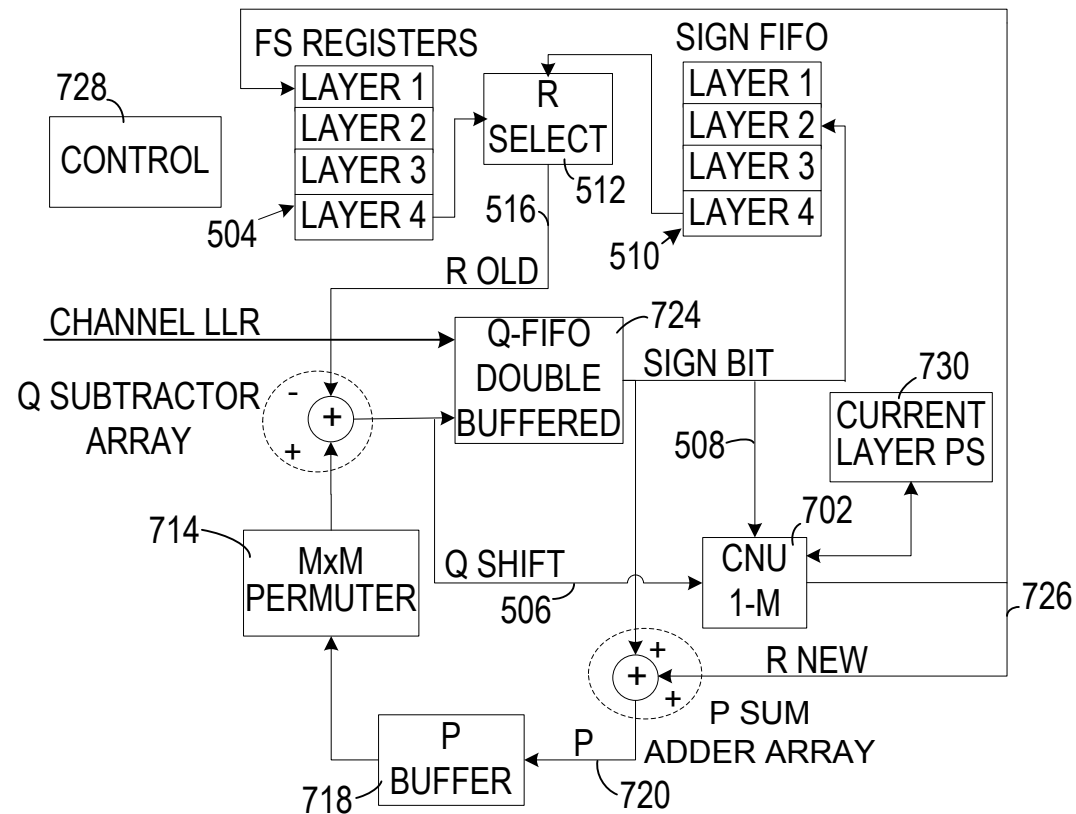 FS REGISTERS
LAYER 1
LAYER 2
LAYER 3
LAYER 4
504
728
CONTROL
R
SELECT
512
516
SIGN FIFO
LAYER 1
LAYER 2
LAYER 3
LAYER 4
510
R OLD
CHANNEL LLR
Q-FIFO
DOUBLE
BUFFERED
724
SIGN BIT
508
730
CURRENT
LAYER PS
Q SUBTRACTOR
ARRAY
-
+
+
714
MxM
PERMUTER
Q SHIFT
506
702
CNU
1-M
726
R NEW
+
+
+
P SUM
ADDER ARRAY
P
720
P
BUFFER
718